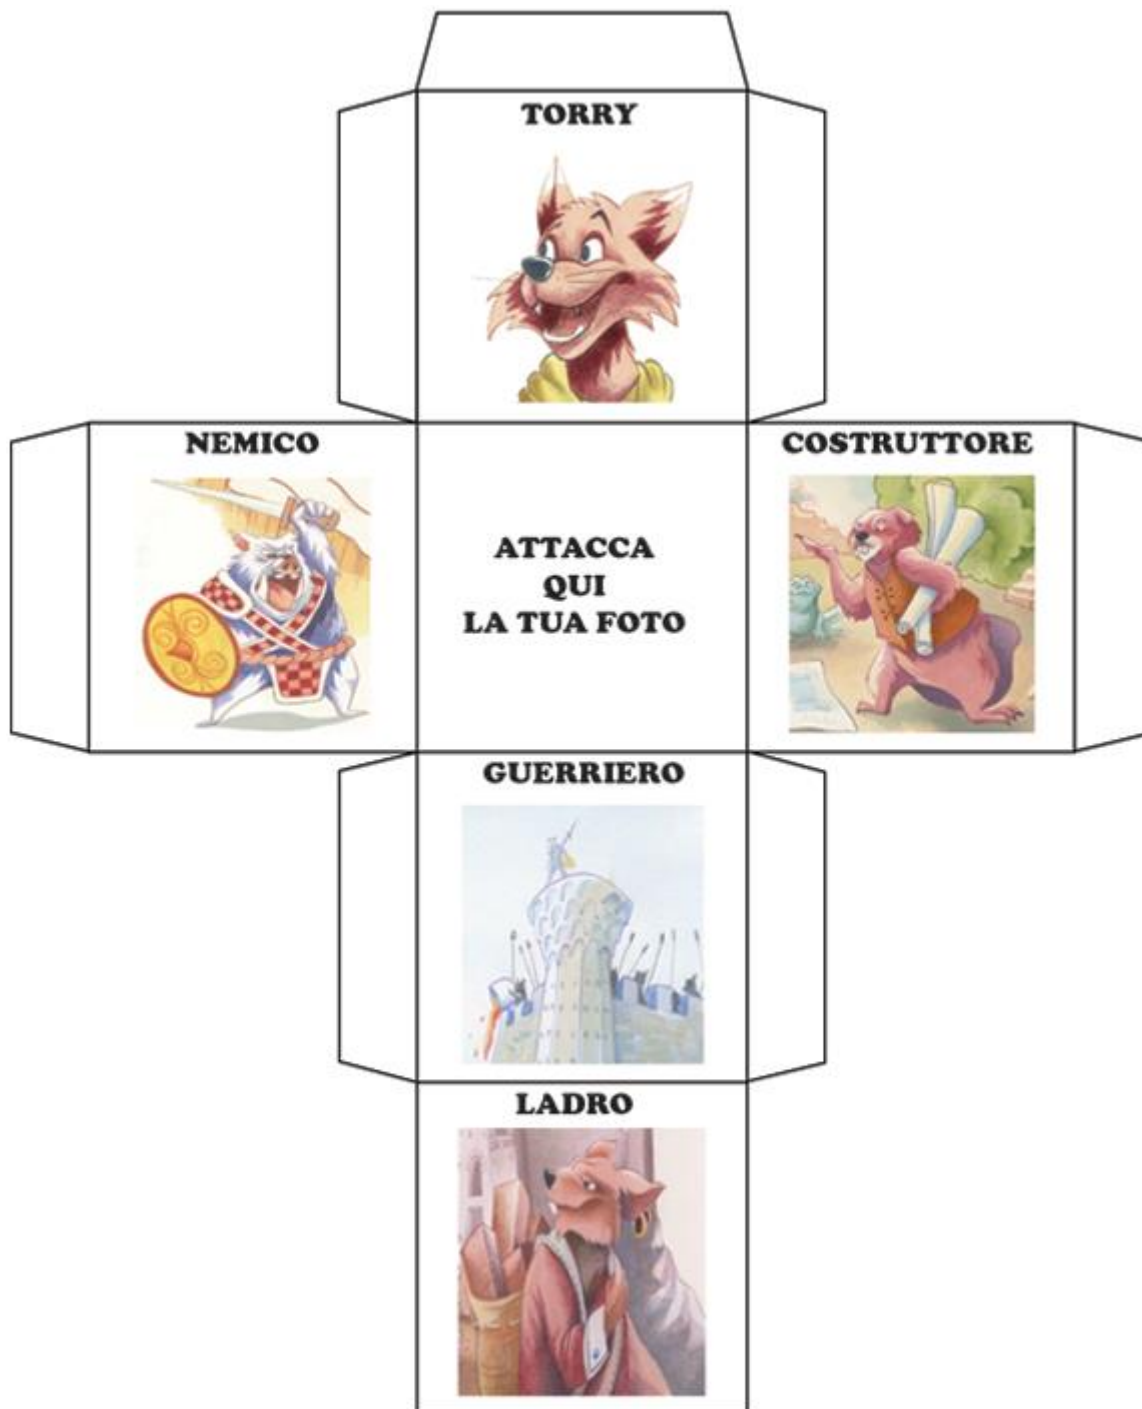 TORRY
NEMICO
COSTRUTTORE
ATTACCA
QUI
LA TUA FOTO
GUERRIERO
LADRO